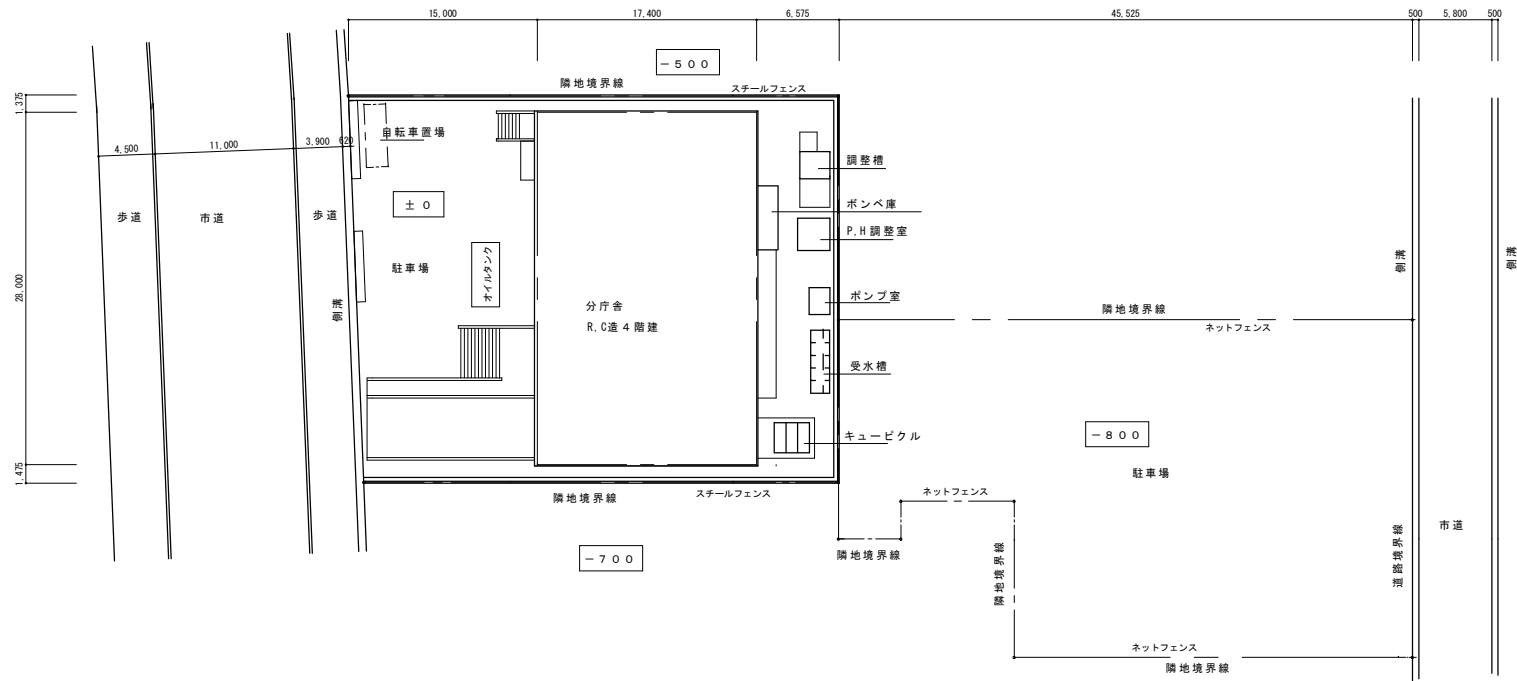 15,000
17,400
6,575
45,525
500
5,800
500
－５００
隣地境界線
スチールフェンス
1,375
自転車置場
4,500
11,000
3,900
620
調整槽
ボンベ庫
± ０
歩道
市道
歩道
P.H調整室
側溝
側溝
駐車場
オイルタンク
28,000
側溝
分庁舎
R.C造４階建
ポンプ室
隣地境界線
ネットフェンス
受水槽
キュービクル
－８００
駐車場
1,475
隣地境界線
スチールフェンス
ネットフェンス
市道
－７００
隣地境界線
隣地境界線
道路境界線
ネットフェンス
隣地境界線